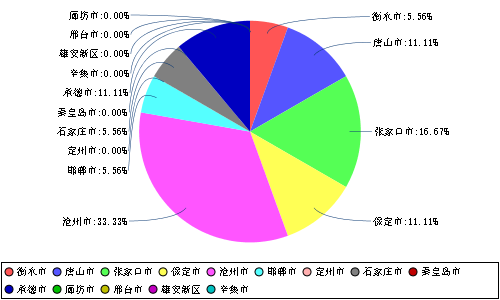 廊坊市:0.00%
邢台市:0.00%
雄安新区:0.00%
辛集市:0.00%
承德市:11.11%
秦皇岛市:0.00%
石家庄市:5.56%
定州市:0.00%
邯郸市:5.56%
沧州市:33.33%
衡水市:5.56%
唐山市:11.11%
张家口市:16.67%
保定市:11.11%
衡水市 唐山市 张家口市 保定市 沧州市 邯郸市 定州市 石家庄市 秦皇岛市
承德市 廊坊市 邢台市 雄安新区 辛集市